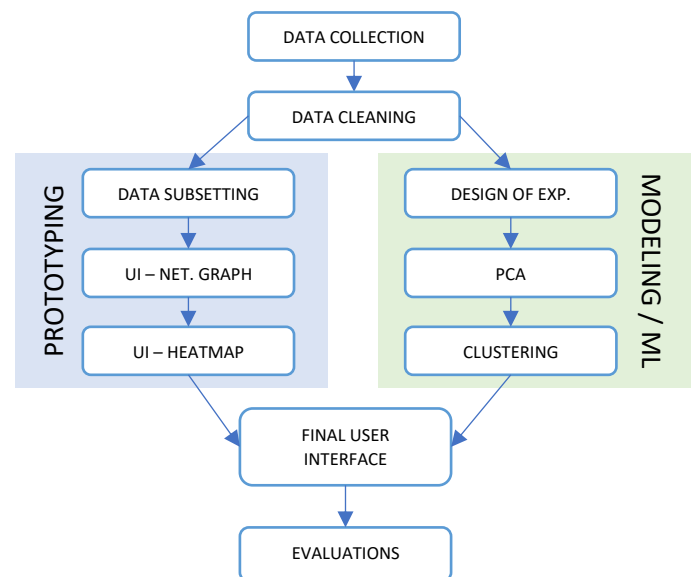 DATA COLLECTION
DATA CLEANING
PROTOTYPING
DATA SUBSETTING
UI – NET. GRAPH
UI – HEATMAP
DESIGN OF EXP.
PCA
CLUSTERING
MODELING / ML
FINAL USER
INTERFACE
EVALUATIONS